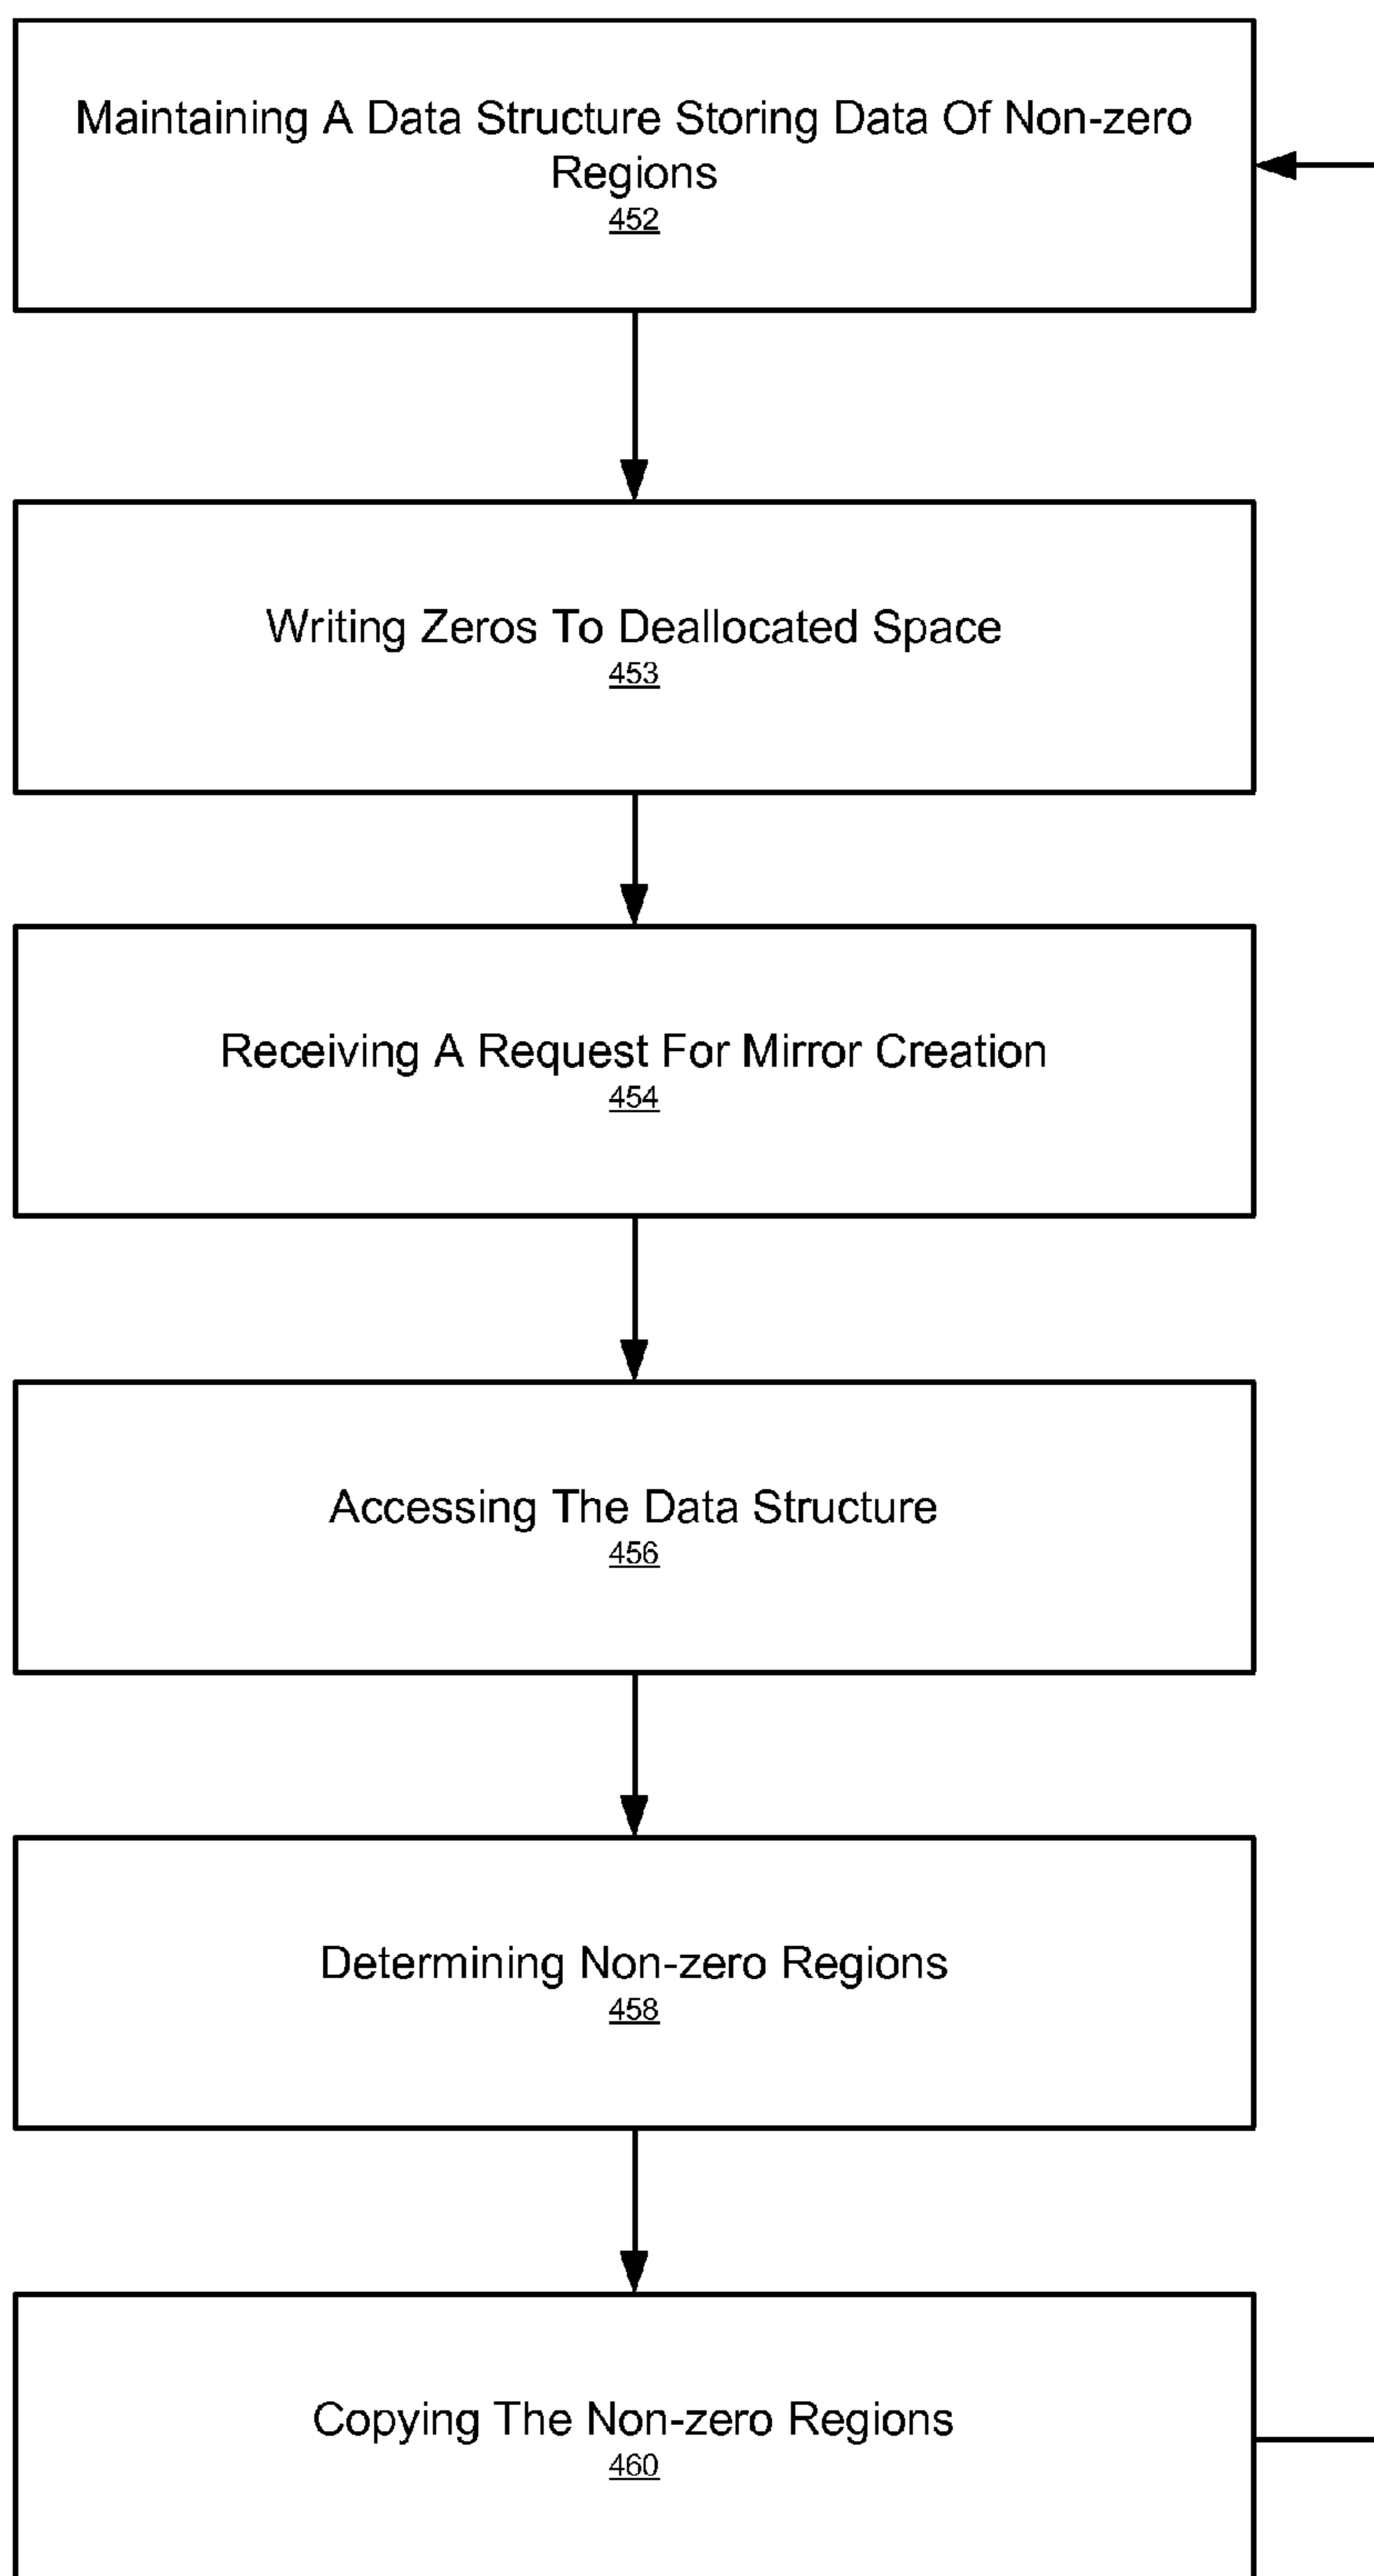 Maintaining A Data Structure Storing Data Of Non-zero
Regions
452
Writing Zeros To Deallocated Space
453
Receiving A Request For Mirror Creation
454
Accessing The Data Structure
456
Determining Non-zero Regions
458
Copying The Non-zero Regions
460